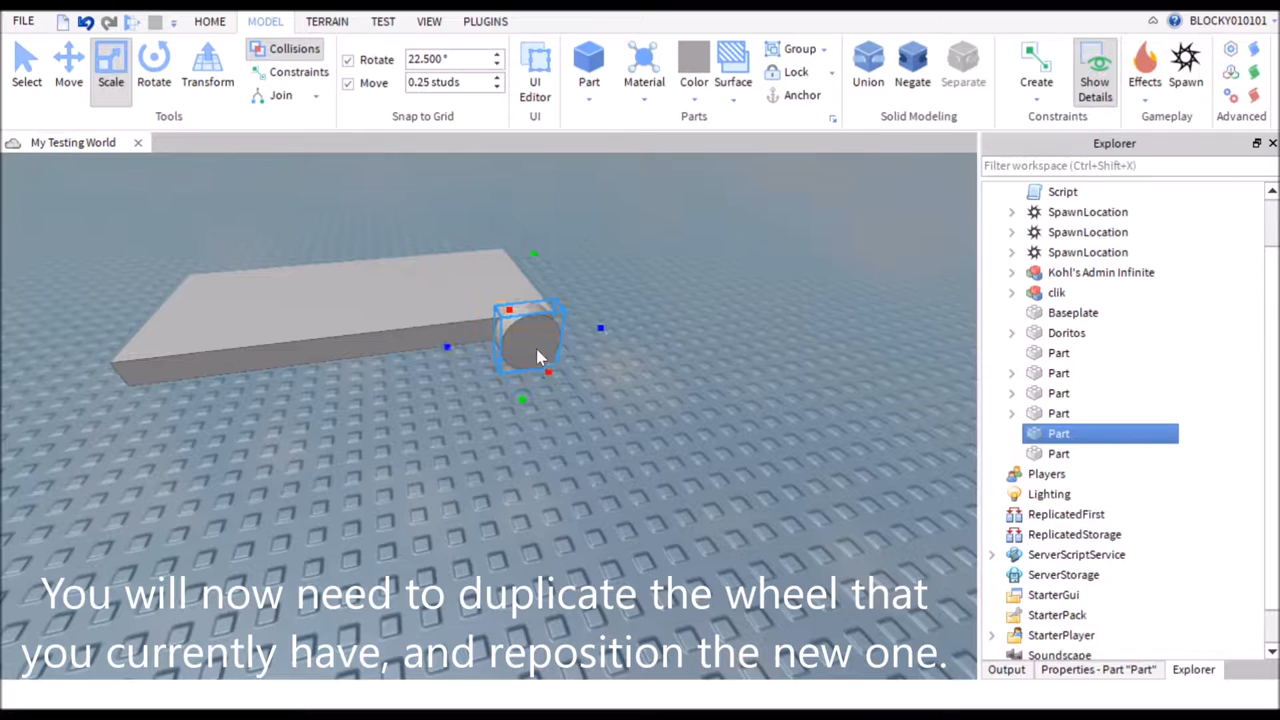 FILE HOME MODEL TERRAIN TEST VIEW PLUGINS BLOCKY010101
Select Move Scale Rotate Transform
Collisions
Constraints
Join
Tools
Rotate 22.500 °
Move 0.25 studs
Snap to Grid
UI
Editor
UI
Part Material Color Surface
Group
Lock
Anchor
Parts
Union Negate Separate
Solid Modeling
Create Show
Details
Constraints
Effects Spawn
Gameplay
Advanced
My Testing World
Explorer
Filter workspace (Ctrl+Shift+X)
Script
SpawnLocation
SpawnLocation
SpawnLocation
Kohl's Admin Infinite
clik
Baseplate
Doritos
Part
Part
Part
Part
Part
Part
Players
Lighting
ReplicatedFirst
ReplicatedStorage
ServerScriptService
ServerStorage
StarterGui
StarterPack
StarterPlayer
Soundscape
Output Properties - Part "Part" Explorer
You will now need to duplicate the wheel that
you currently have, and reposition the new one.